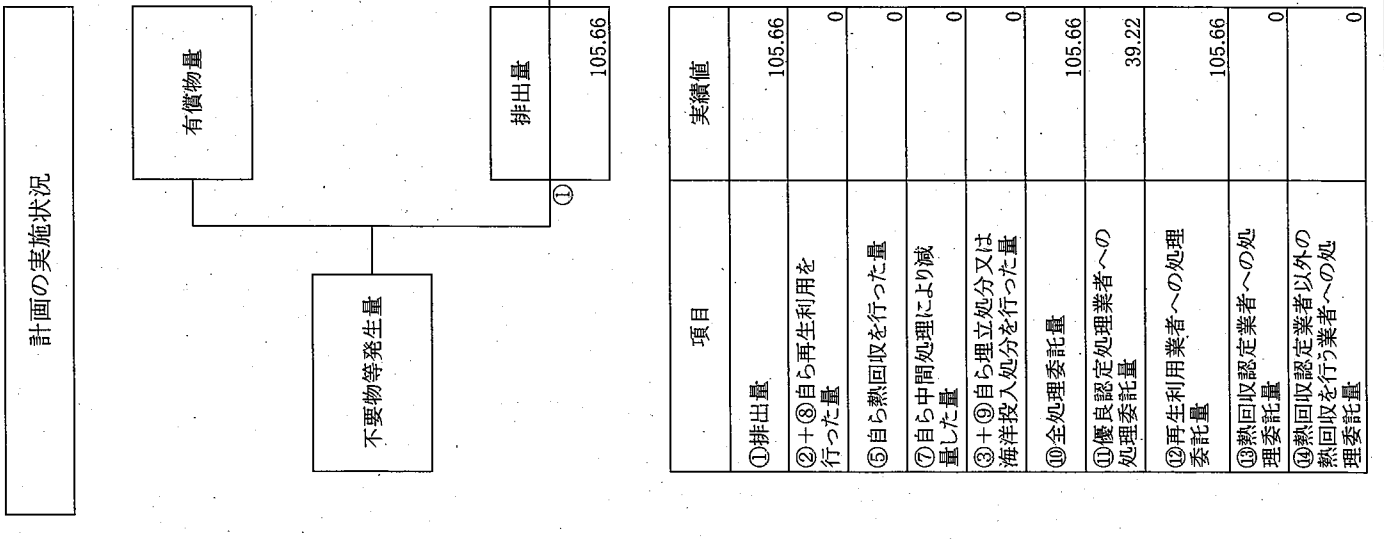 計画の実施状況
有償物量
不要物等発生量
排出量
①
105.66
項目
実績値
①排出量
105.66
②+⑧自ら再生利用を
行った量
0
⑤自ら熱回収を行った量
0
⑦自ら中間処理により減
量した量
0
③+⑨自ら埋立処分又は
海洋投入処分を行った量
0
⑩全処理委託量
105.66
⑪優良認定処理業者への
処理委託量
39.22
⑫再生利用業者への処理
委託量
105.66
⑬熱回収認定業者への処
理委託量
0
⑭熱回収認定業者以外の
熱回収を行う業者への処
理委託量
0